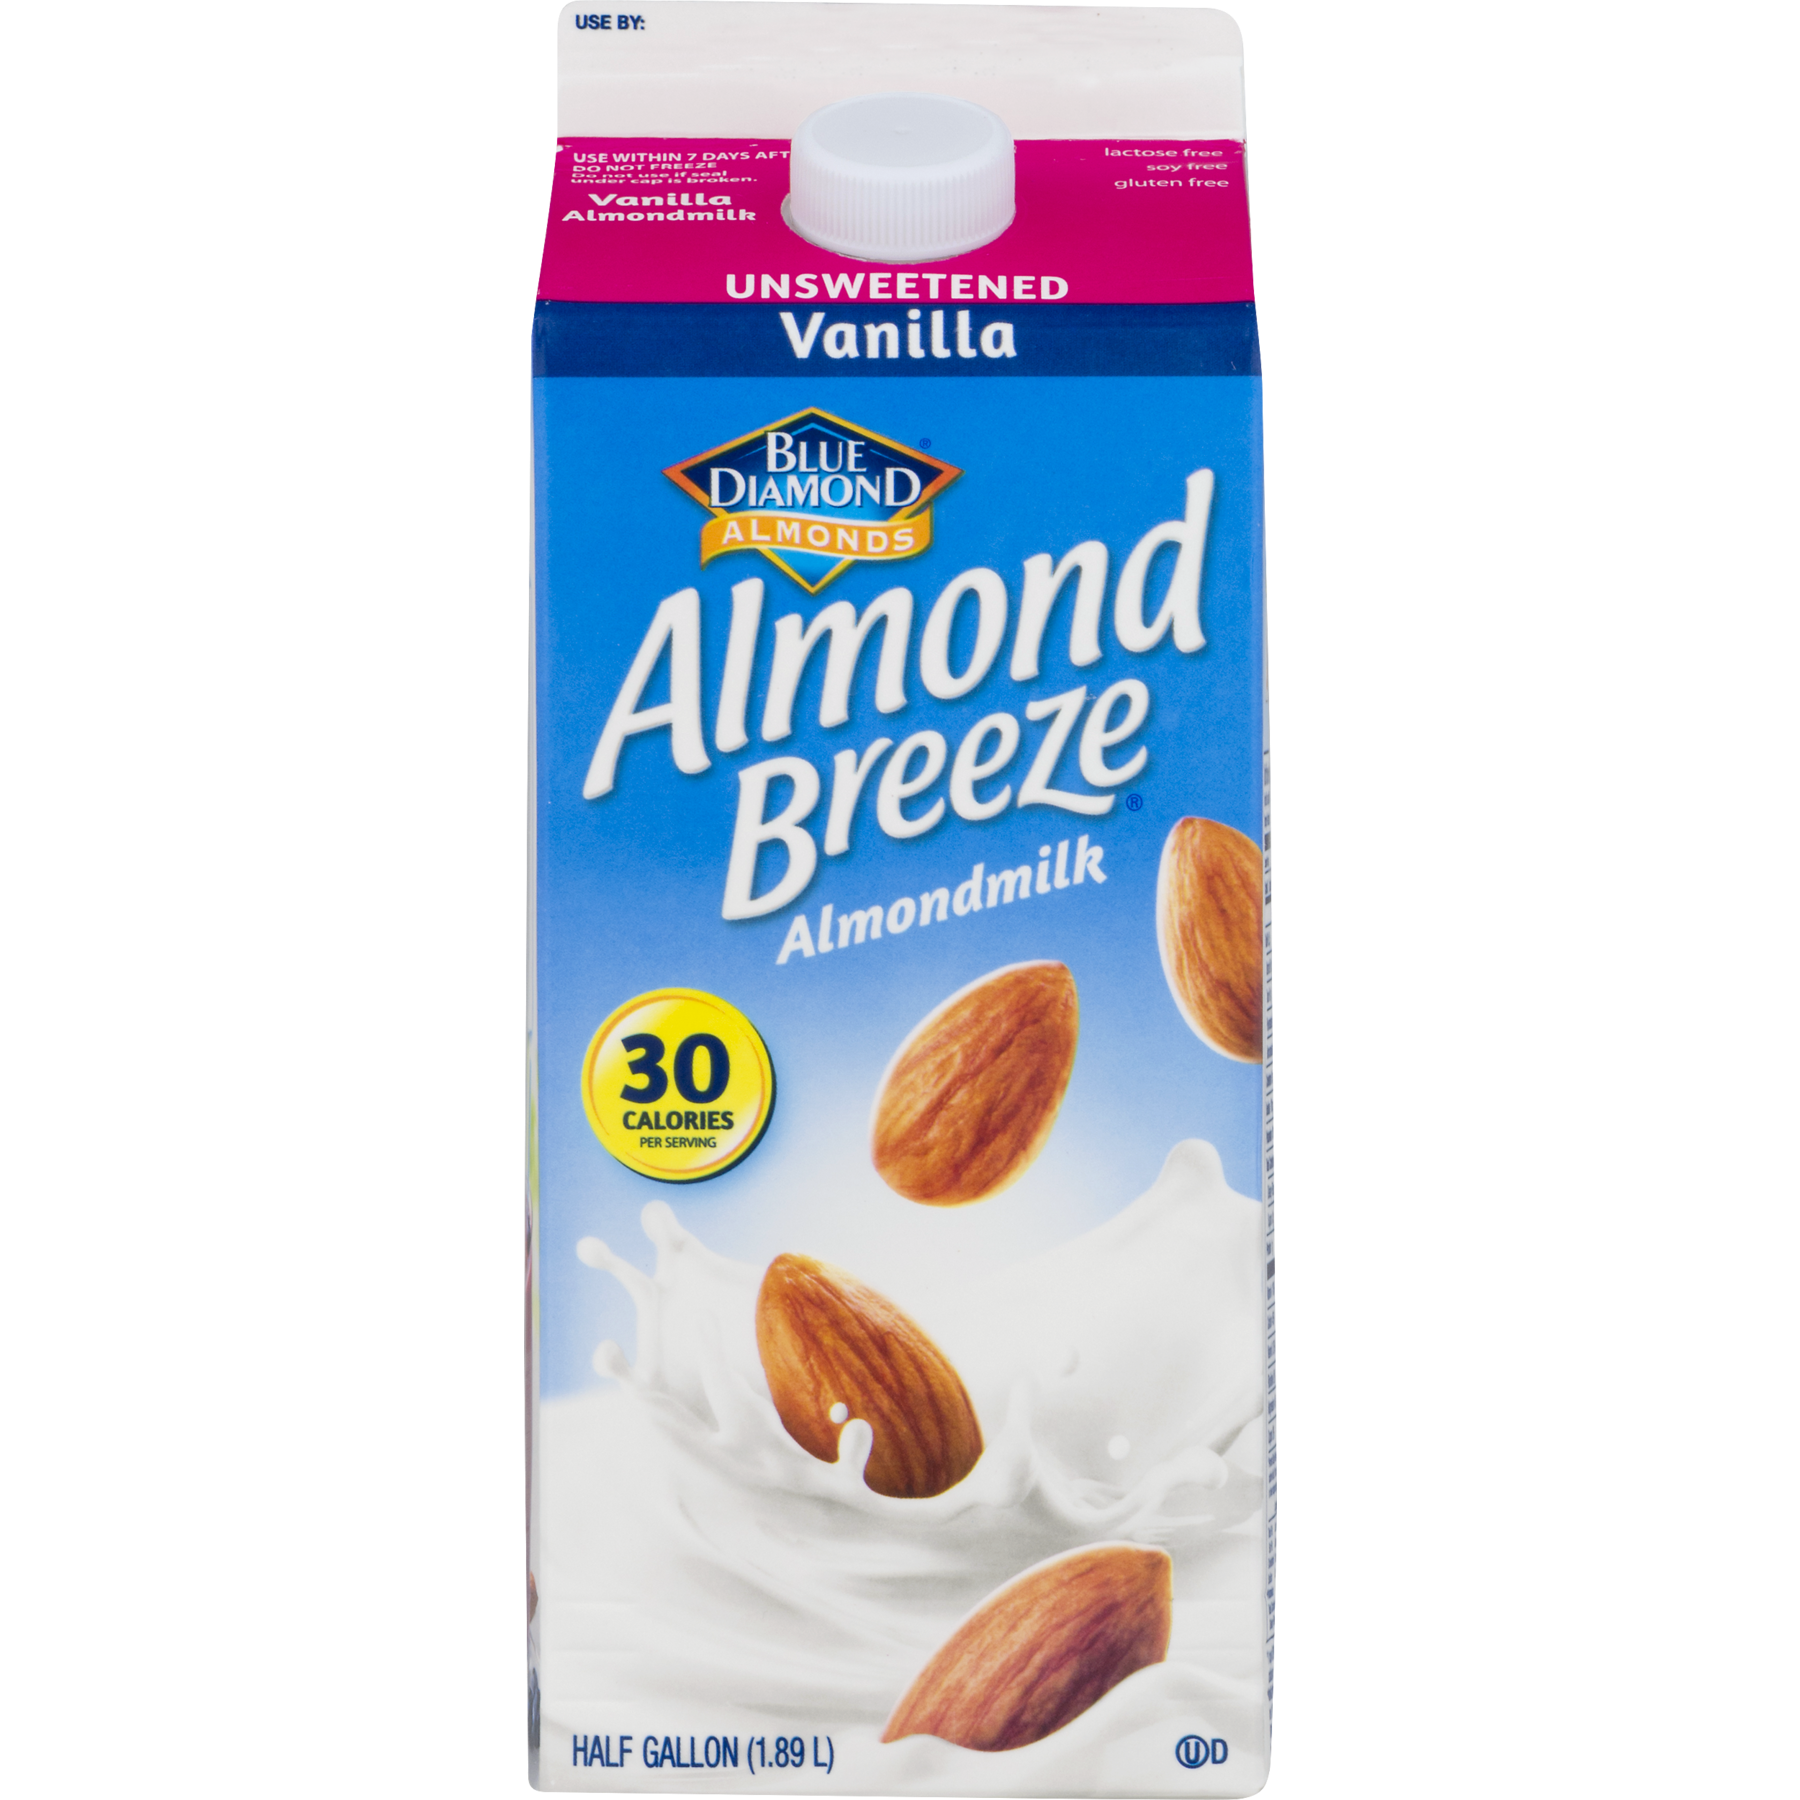 USE BY:
USE WITHIN 7 DAYS AFT
DO NOT FREEZE
Do not use if seal
under cap is broken.
Vanilla
Almondmilk
lactose free
soy free
gluten free
UNSWEETENED
Vanilla
BLUE
DIAMOND
®
ALMONDS
Almond
Breeze®
Almondmilk
30
CALORIES
PER SERVING
HALF GALLON (1.89 L)
ⓊD